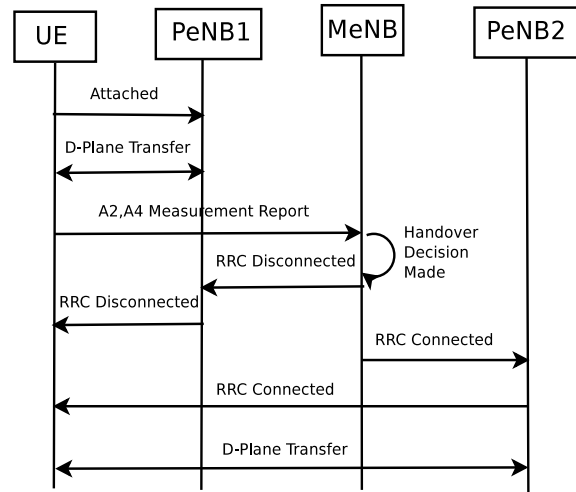 UE
PeNB1
MeNB
PeNB2
Attached
D-Plane Transfer
A2,A4 Measurement Report
Handover
Decision
Made
RRC Disconnected
RRC Disconnected
RRC Connected
RRC Connected
D-Plane Transfer